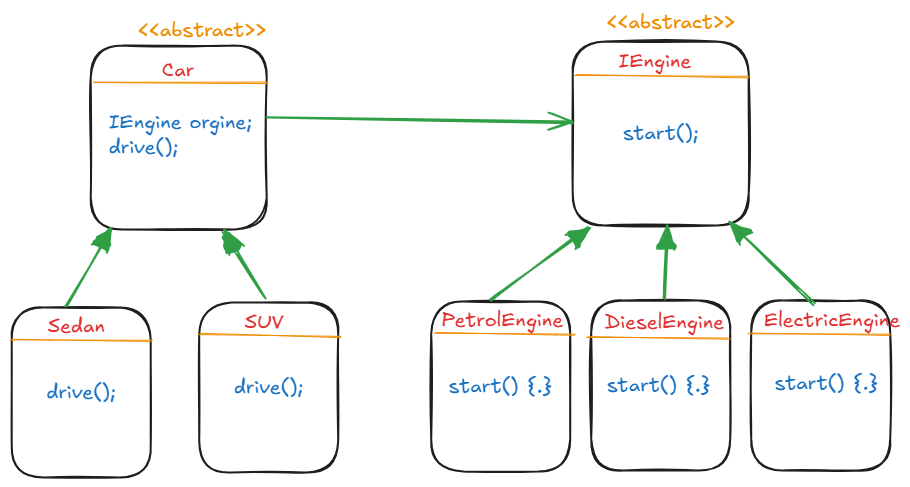 <<abstract>>
Car
IEngine orgine;
drive();
<<abstract>>
IEngine
start();
Sedan
drive();
SUV
drive();
PetrolEngine
start() {.}
DieselEngine
start() {.}
ElectricEngine
start() {.}